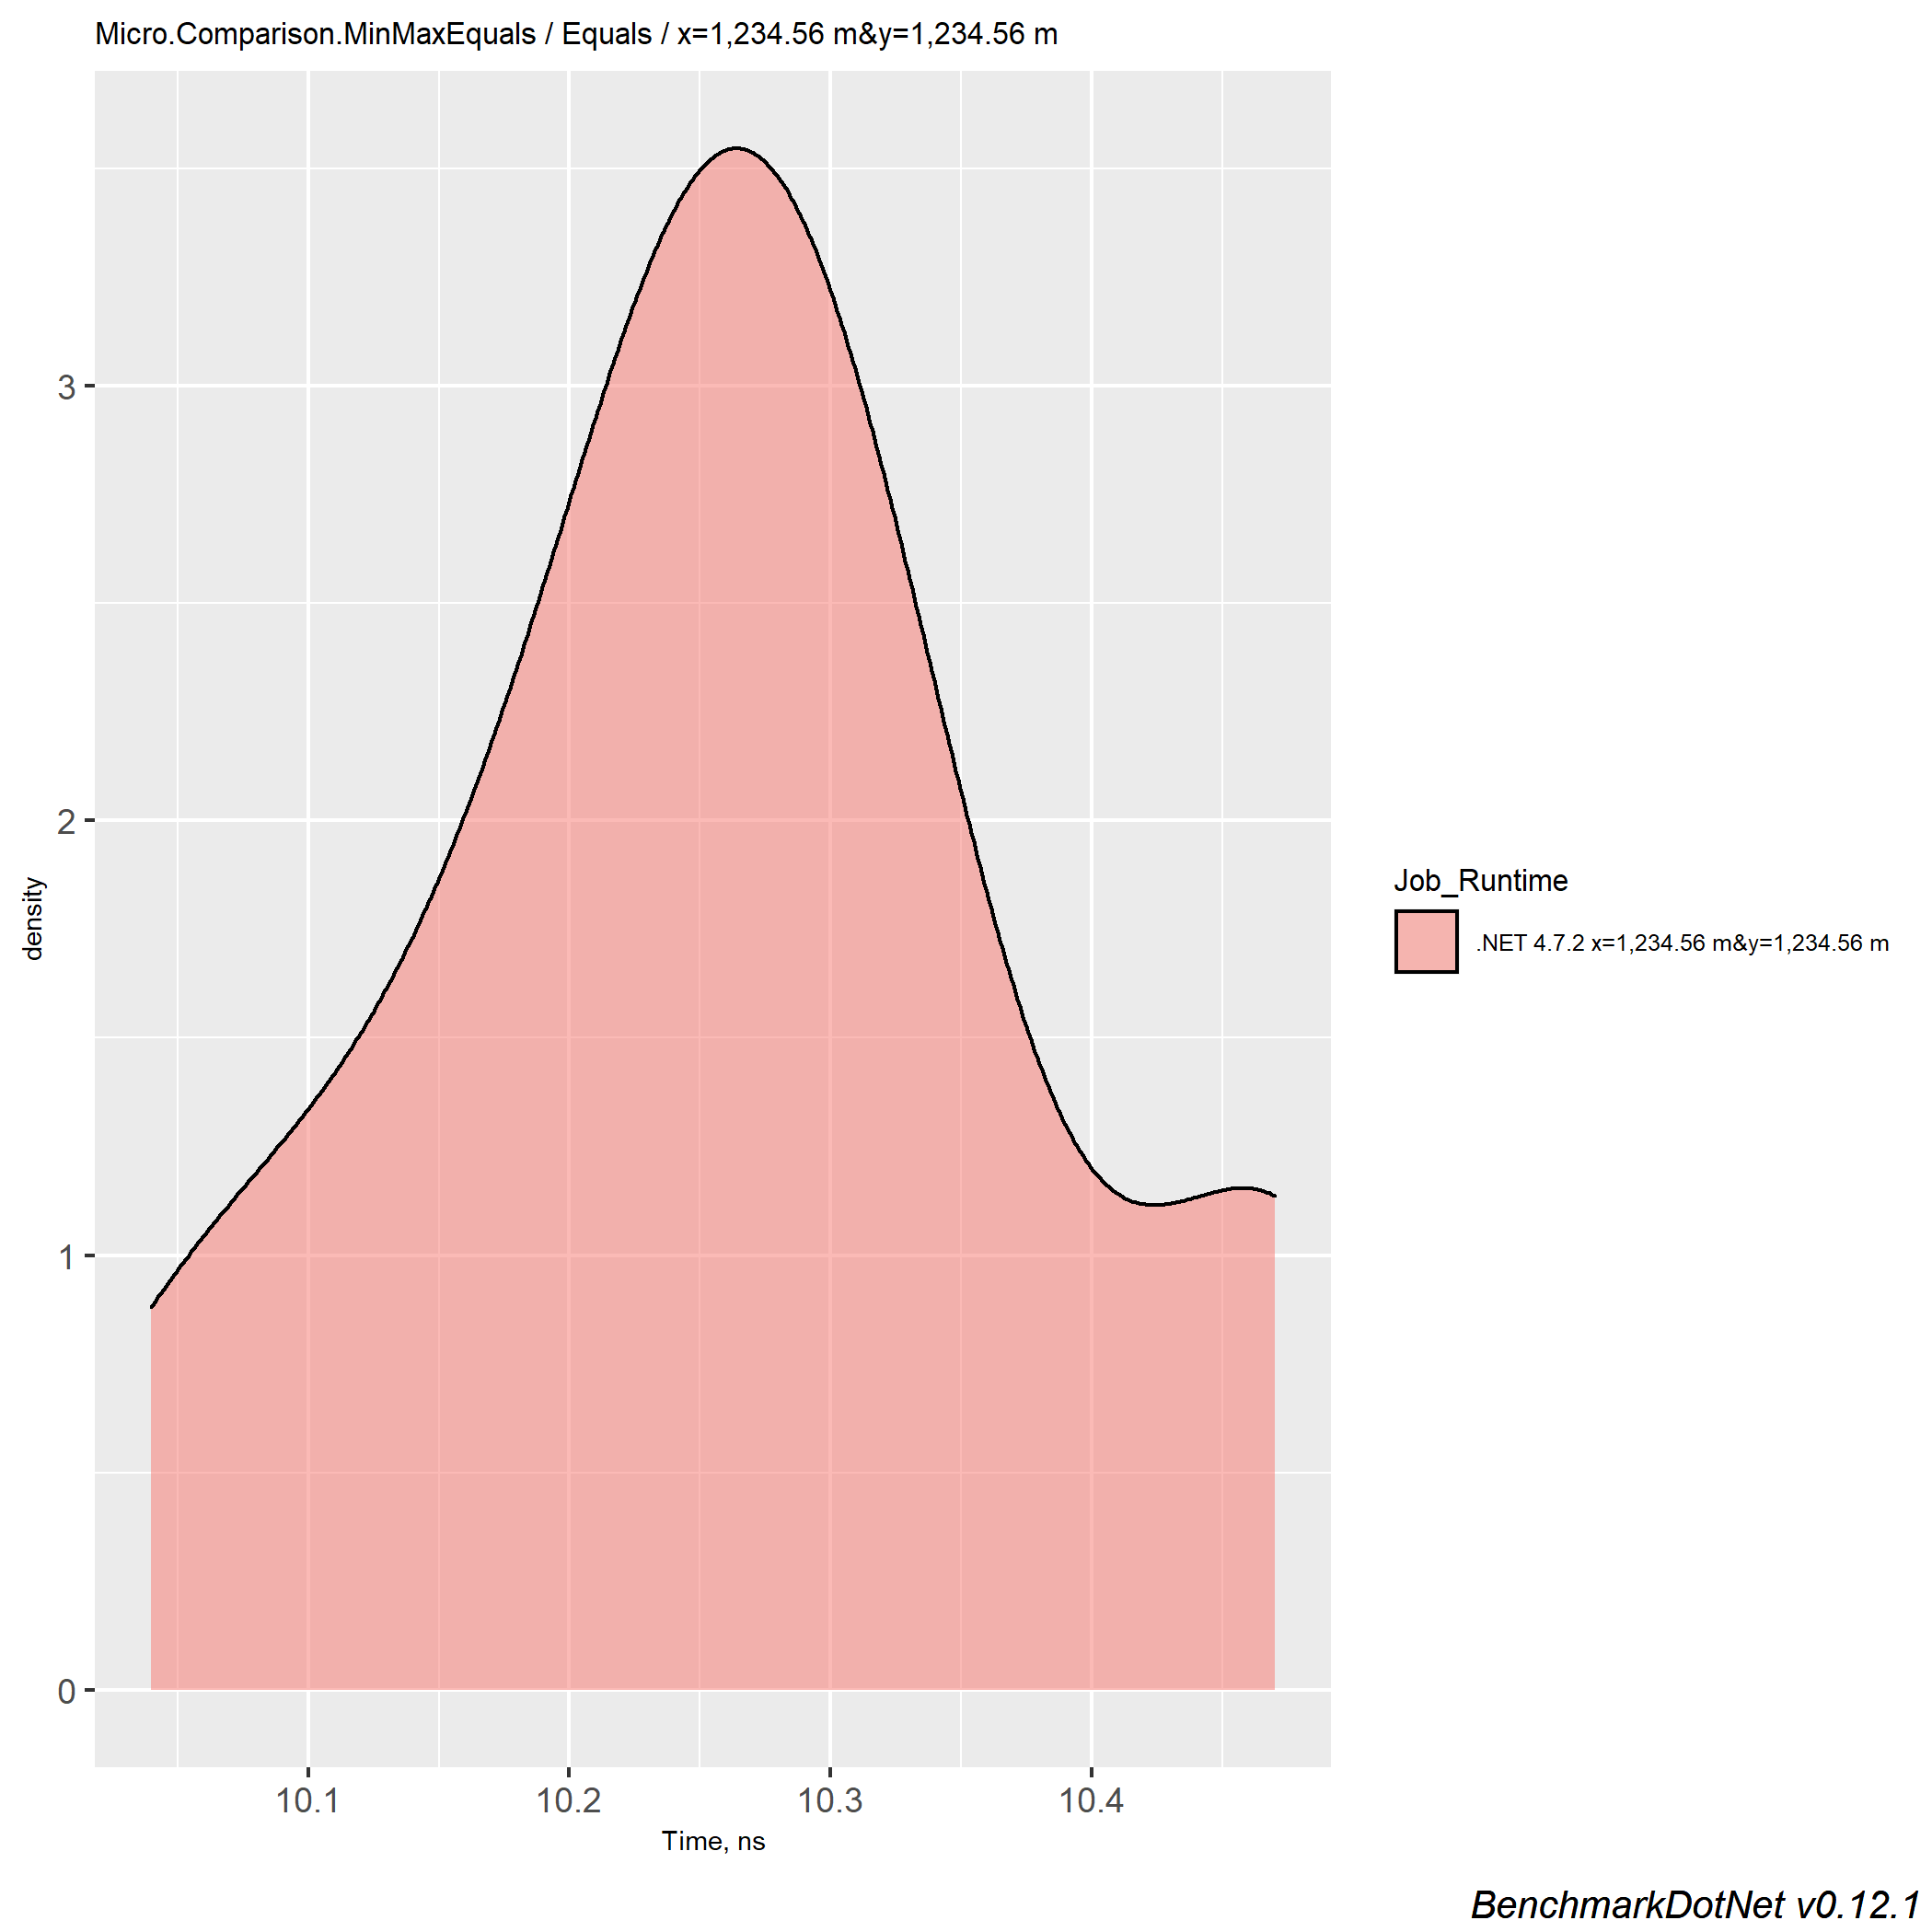 Micro.Comparison.MinMaxEquals / Equals / x=1,234.56 m&y=1,234.56 m
3
2
1
0
density
10.1 10.2 10.3 10.4
Time, ns
Job_Runtime
.NET 4.7.2 x=1,234.56 m&y=1,234.56 m
BenchmarkDotNet v0.12.1